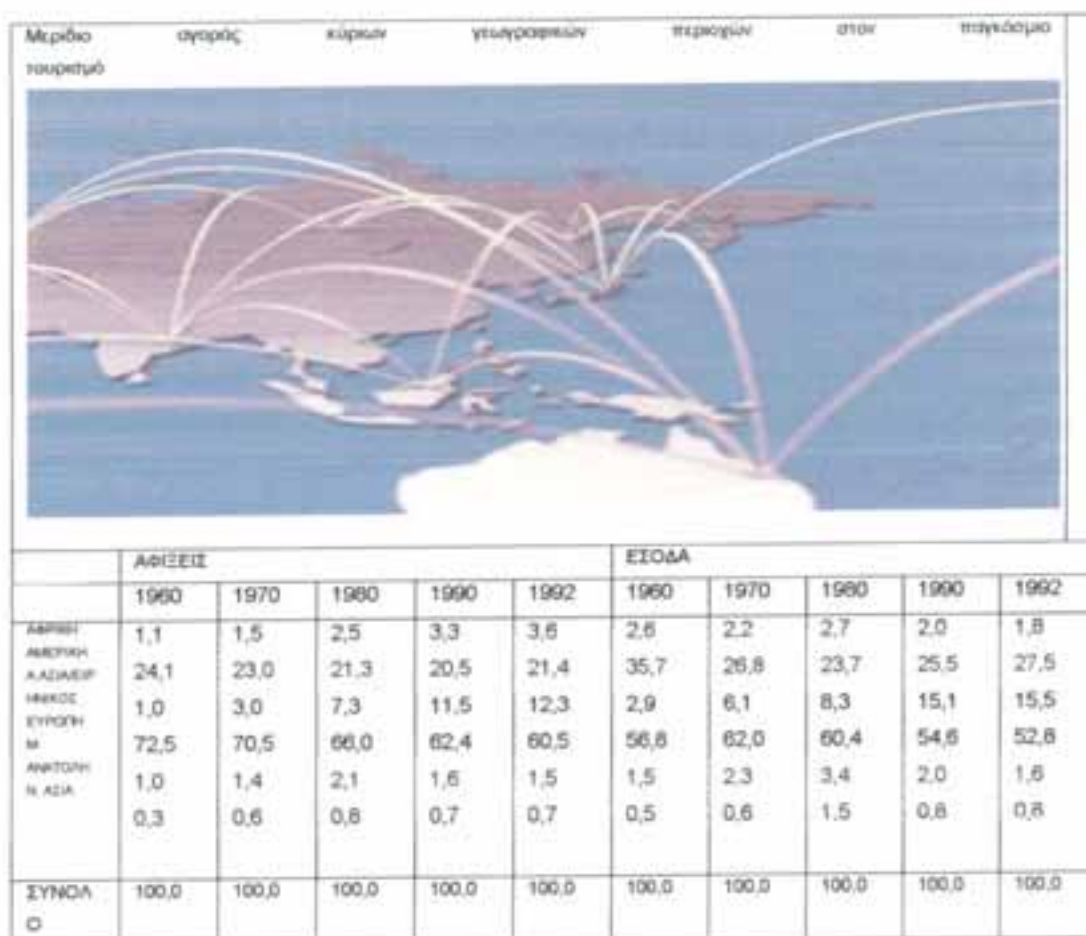 Μερίδιο αγοράς κύριων γεωγραφικών περιοχών στον παγκόσμιο
τουρισμό
ΑΦΙΞΕΙΣ ΕΣΟΔΑ
1960 1970 1980 1990 1992 1960 1970 1980 1990 1992
ΑΦΡΙΚΗ 1,1 1,5 2,5 3,3 3,6 2,6 2,2 2,7 2,0 1,8
ΑΜΕΡΙΚΗ
Α.ΑΣΙΑ/ΕΙΡ 24,1 23,0 21,3 20,5 21,4 35,7 26,8 23,7 25,5 27,5
ΗΝΙΚΟΣ 1,0 3,0 7,3 11,5 12,3 2,9 6,1 8,3 15,1 15,5
ΕΥΡΩΠΗ
Μ. 72,5 70,5 66,0 62,4 60,5 56,8 62,0 60,4 54,6 52,8
ΑΝΑΤΟΛΗ 1,0 1,4 2,1 1,6 1,5 1,5 2,3 3,4 2,0 1,6
Ν. ΑΣΙΑ
0,3 0,6 0,8 0,7 0,7 0,5 0,6 1,5 0,8 0,8
ΣΥΝΟΛ 100,0 100,0 100,0 100,0 100,0 100,0 100,0 100,0 100,0 100,0
Ο